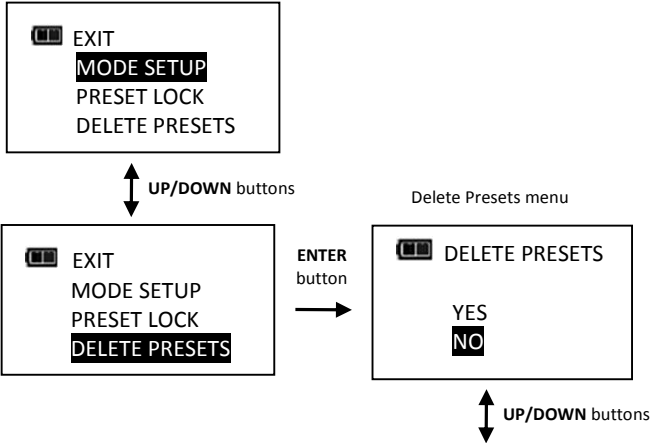 EXIT
MODE SETUP
PRESET LOCK
DELETE PRESETS
UP/DOWN buttons
Delete Presets menu
EXIT
MODE SETUP
PRESET LOCK
DELETE PRESETS
ENTER
button
DELETE PRESETS
YES
NO
UP/DOWN buttons